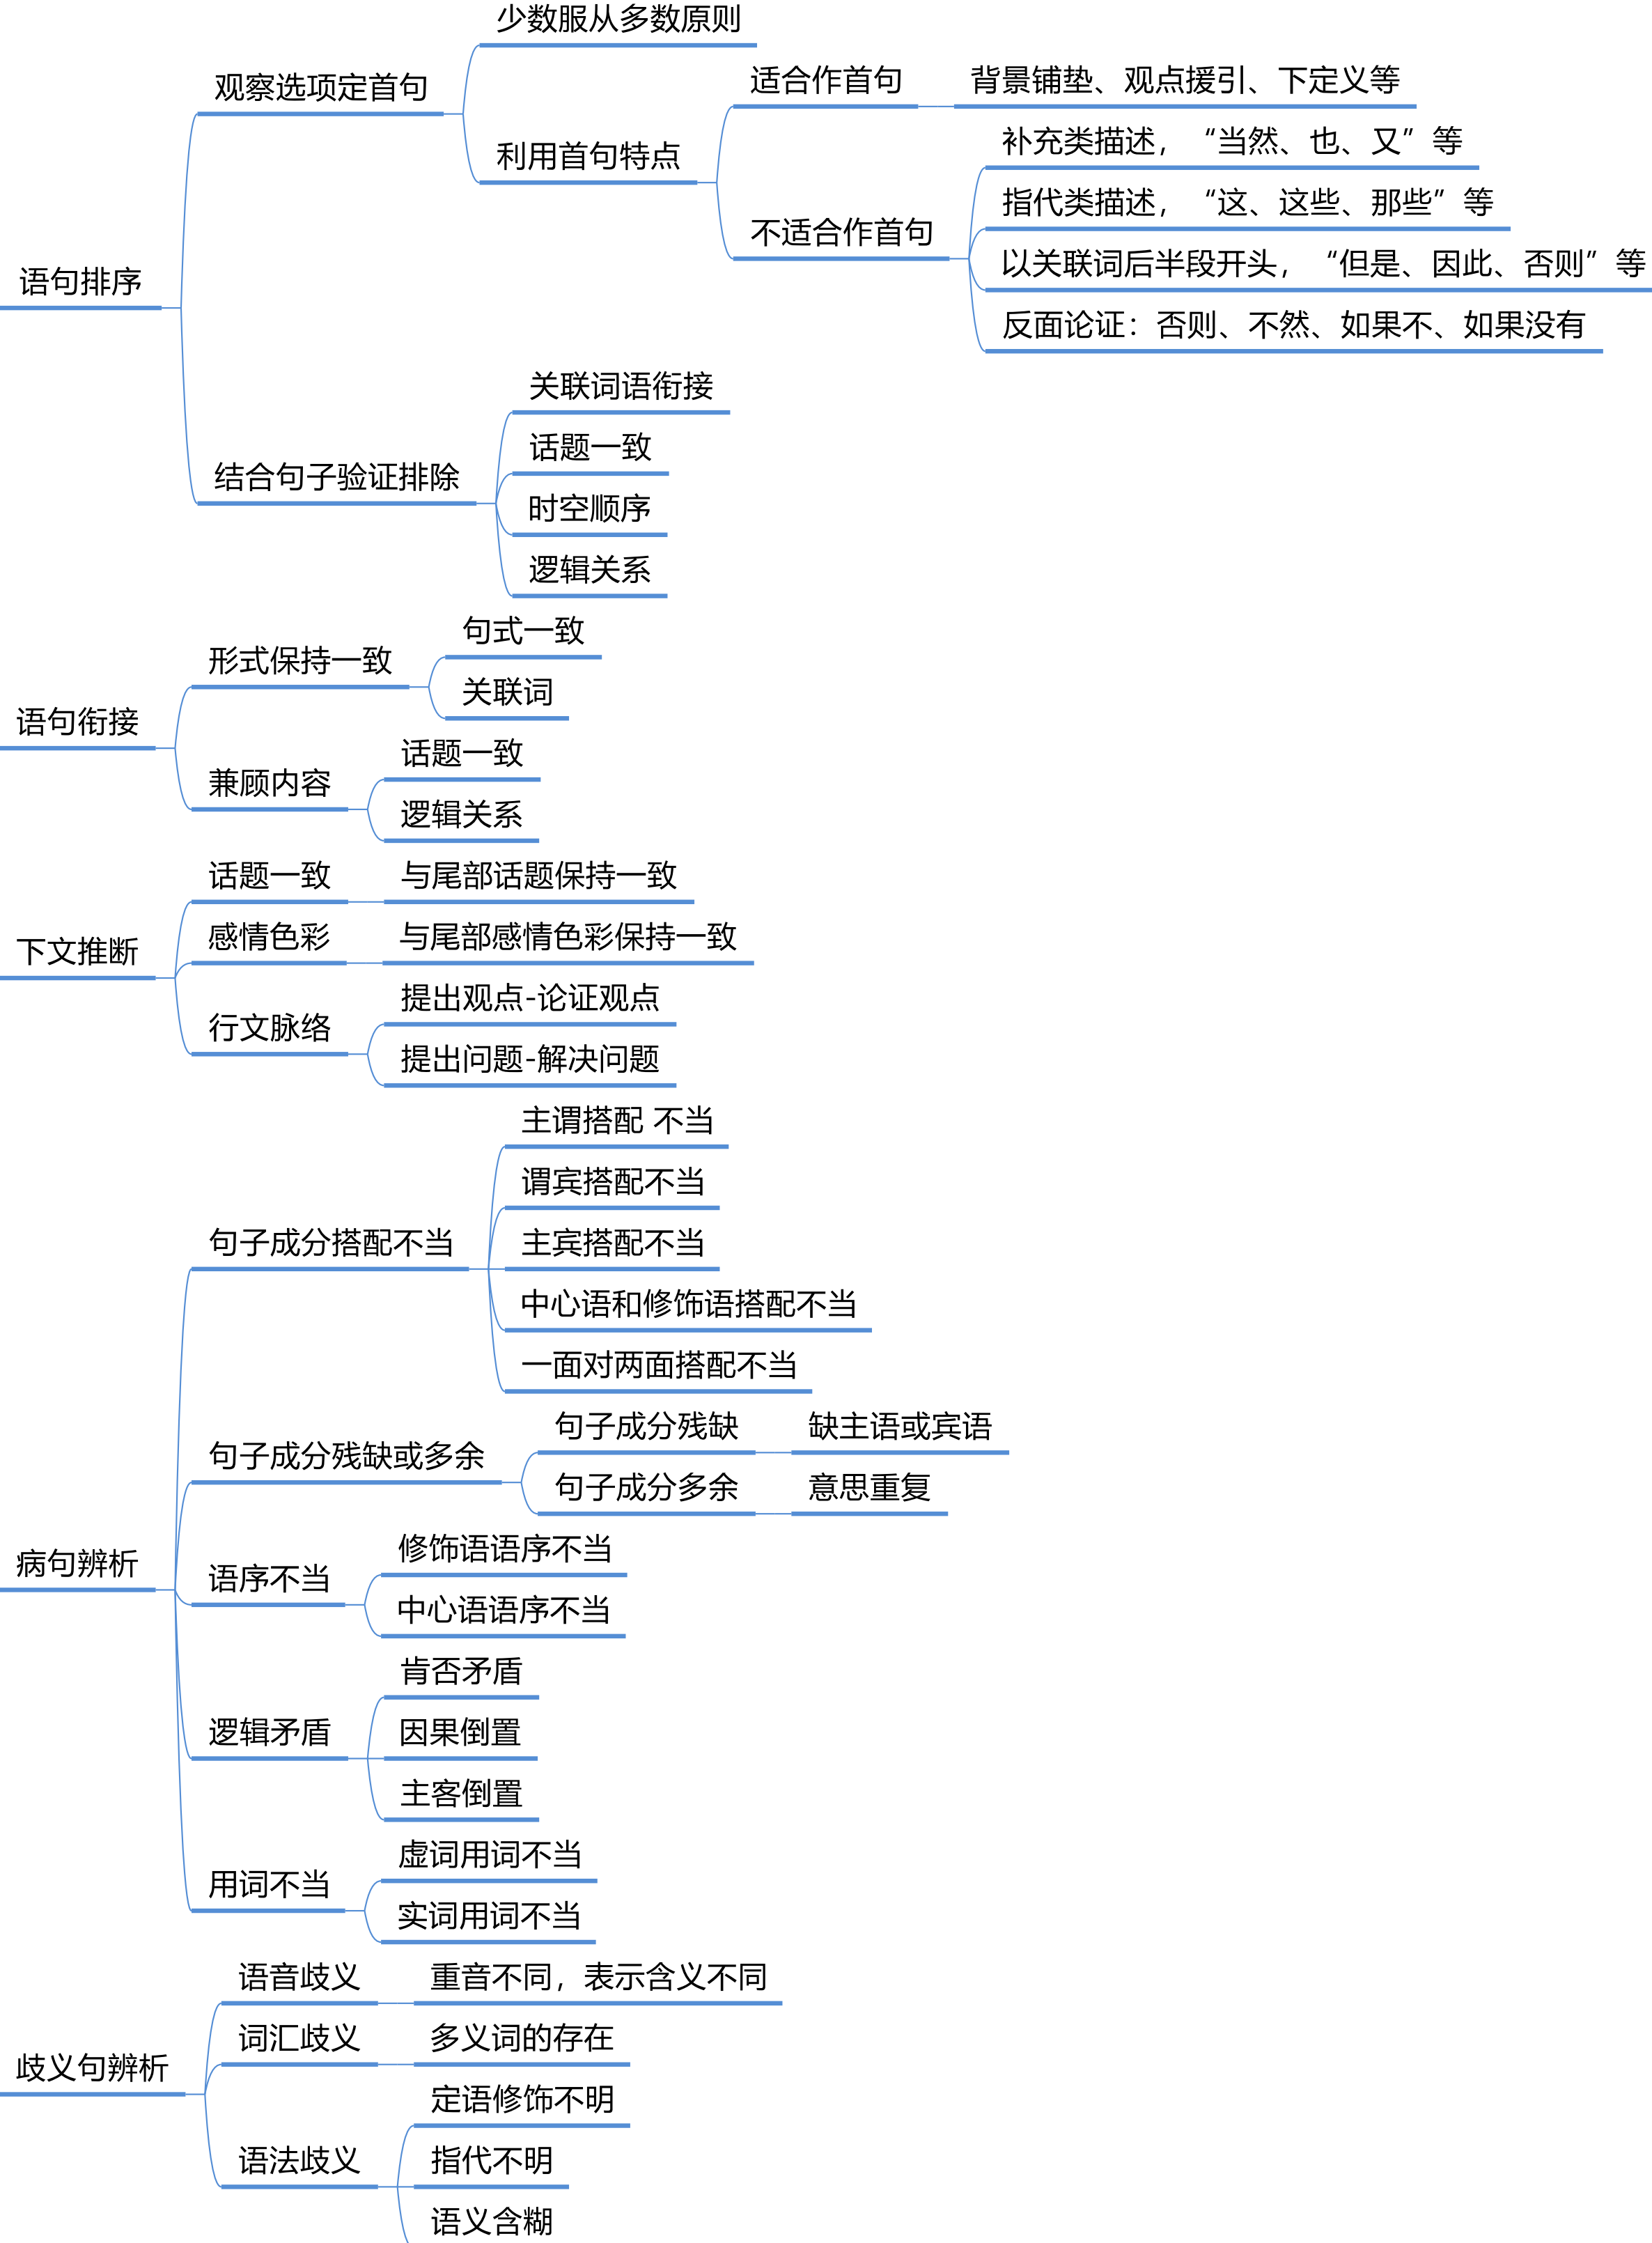 少数服从多数原则
适合作首句
背景铺垫、观点援引、下定义等
观察选项定首句
补充类描述，“当然、也、又”等
利用首句特点
指代类描述，“这、这些、那些”等
不适合作首句
以关联词后半段开头，“但是、因此、否则”等
语句排序
反面论证：否则、不然、如果不、如果没有
关联词语衔接
话题一致
结合句子验证排除
时空顺序
逻辑关系
句式一致
形式保持一致
关联词
语句衔接
话题一致
兼顾内容
逻辑关系
话题一致
与尾部话题保持一致
感情色彩
与尾部感情色彩保持一致
下文推断
提出观点-论证观点
行文脉络
提出问题-解决问题
主谓搭配 不当
谓宾搭配不当
句子成分搭配不当
主宾搭配不当
中心语和修饰语搭配不当
一面对两面搭配不当
句子成分残缺
缺主语或宾语
句子成分残缺或多余
句子成分多余
意思重复
修饰语语序不当
病句辨析
语序不当
中心语语序不当
肯否矛盾
逻辑矛盾
因果倒置
主客倒置
虚词用词不当
用词不当
实词用词不当
语音歧义
重音不同，表示含义不同
词汇歧义
多义词的存在
歧义句辨析
定语修饰不明
语法歧义
指代不明
语义含糊